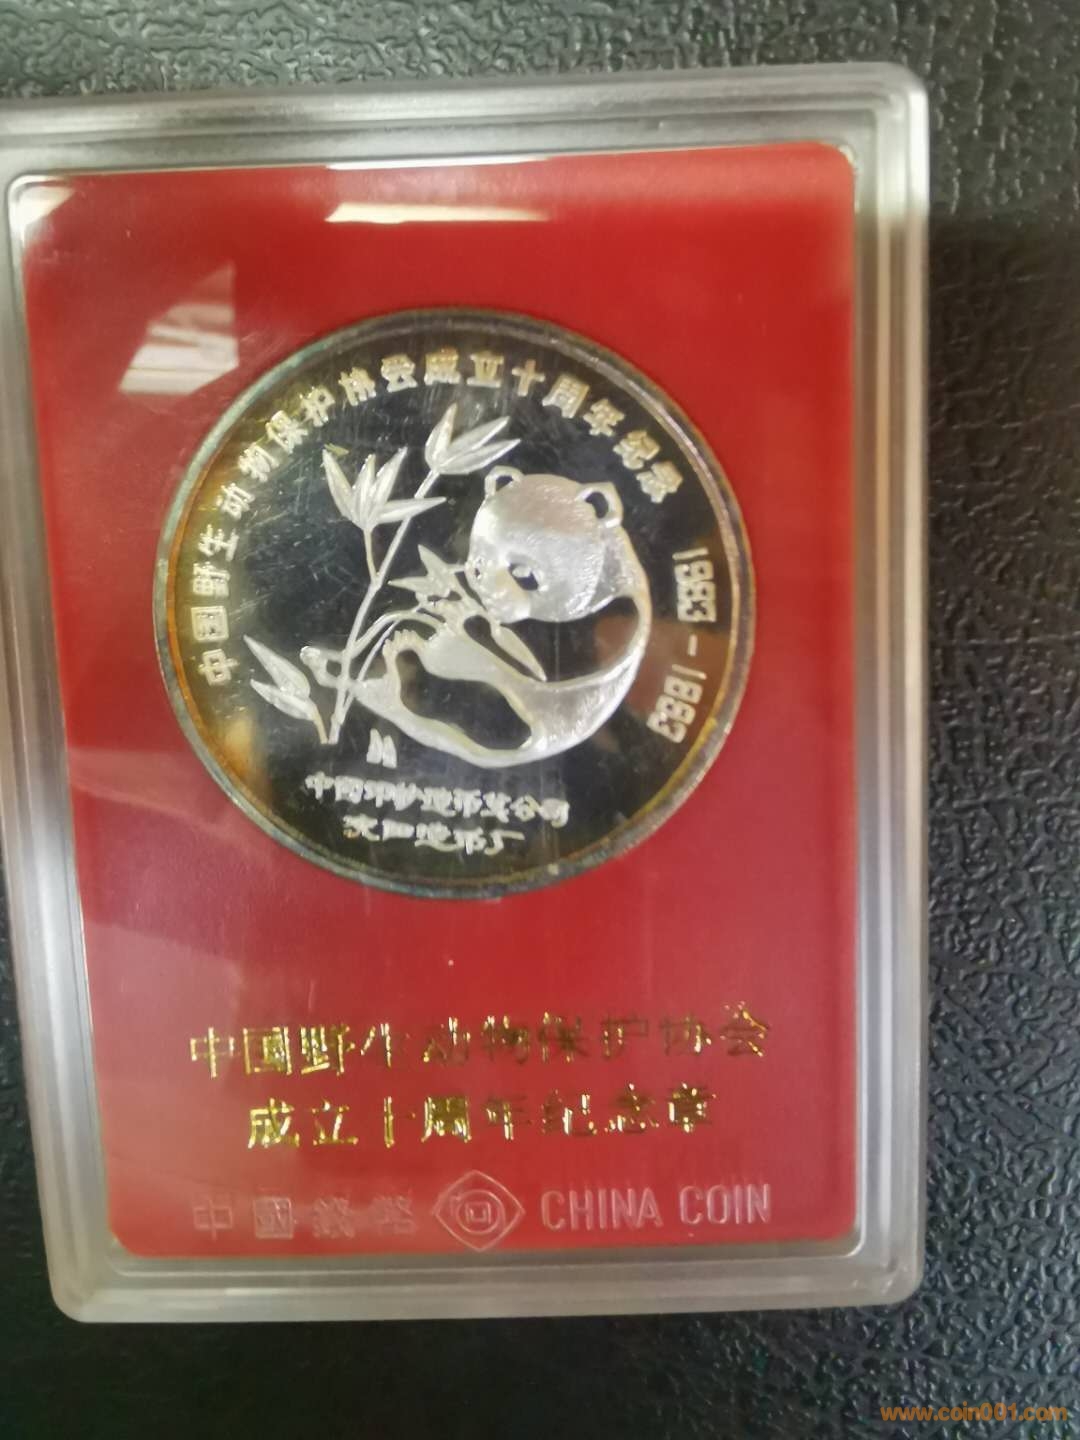 中国野生动物保护协会成立十周年纪念
1983-1993
中国印钞造币总公司
沈阳造币厂
中国野生动物保护协会
成立十周年纪念章
中國錢幣 CHINA COIN
www.coin001.com